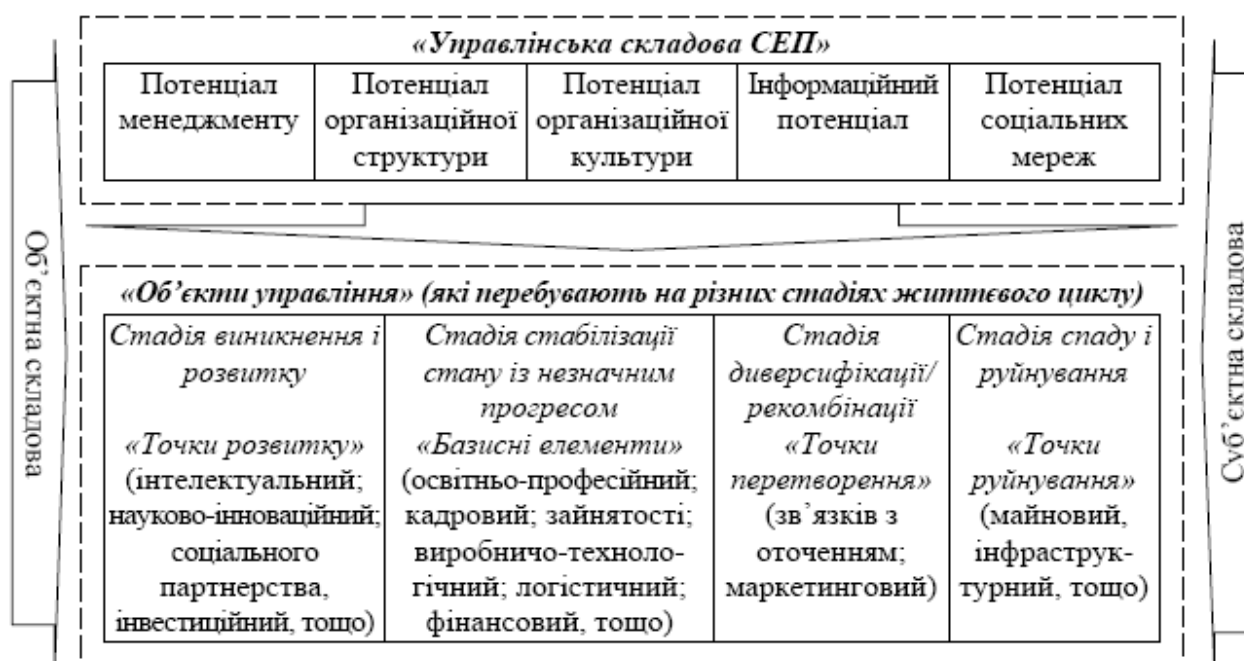 «Управлінська складова СЕП»
Потенціал
менеджменту
Потенціал
організаційної
структури
Потенціал
організаційної
культури
Інформаційний
потенціал
Потенціал
соціальних
мереж
Об’єктна складова
Суб’єктна складова
«Об’єкти управління» (які перебувають на різних стадіях життєвого циклу)
Стадія виникнення і
розвитку
«Точки розвитку»
(інтелектуальний;
науково-інноваційний;
соціального
партнерства,
інвестиційний, тощо)
Стадія стабілізації
стану із незначним
прогресом
«Базисні елементи»
(освітньо-професійний;
кадровий; зайнятості;
виробничо-техноло-
гічний; логістичний;
фінансовий, тощо)
Стадія
диверсифікації/
рекомбінації
«Точки
перетворення»
(зв’язків з
оточенням;
маркетинговий)
Стадія спаду і
руйнування
«Точки
руйнування»
(майновий,
інфраструк-
турний, тощо)